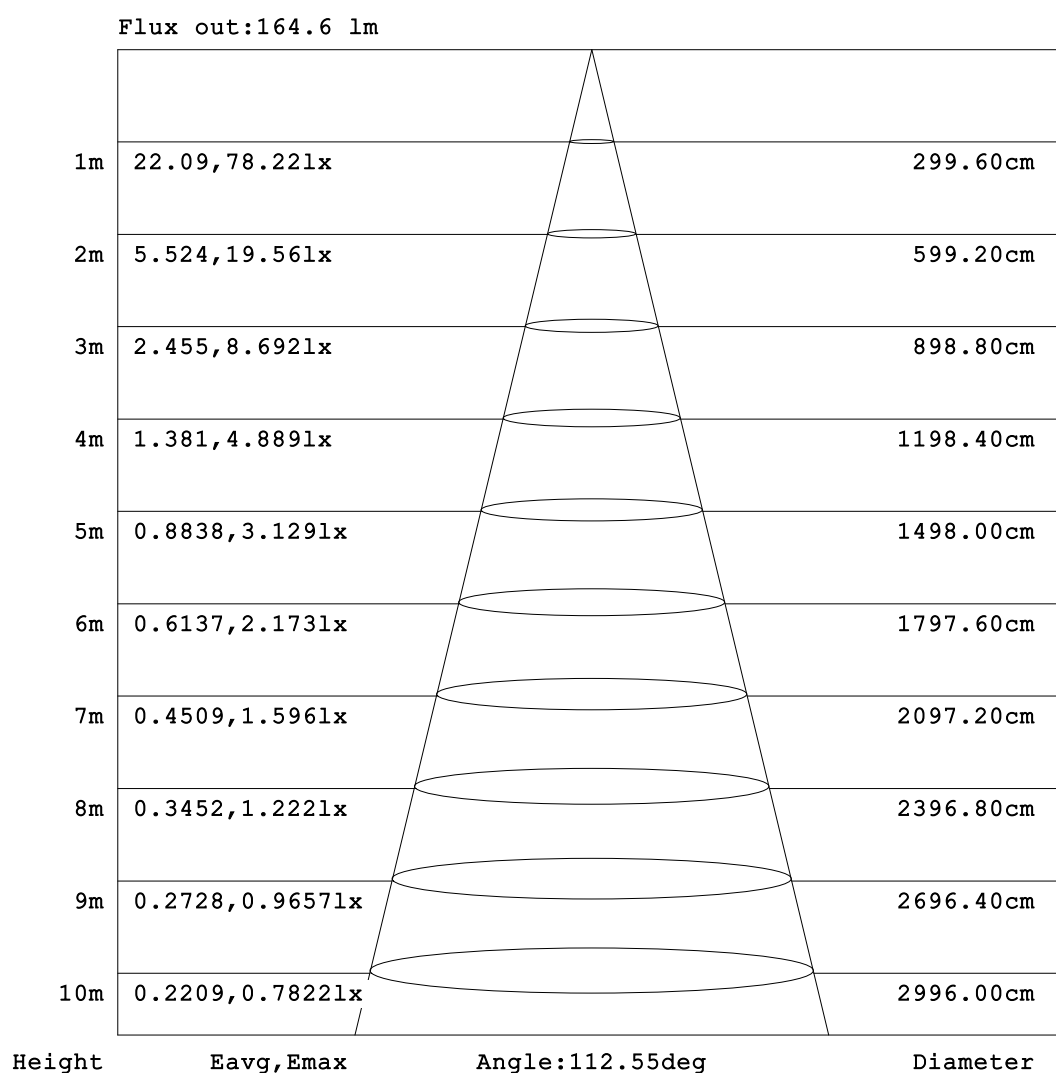 Flux out:164.6 lm
1m 22.09,78.22lx 299.60cm
2m 5.524,19.56lx 599.20cm
3m 2.455,8.692lx 898.80cm
4m 1.381,4.889lx 1198.40cm
5m 0.8838,3.129lx 1498.00cm
6m 0.6137,2.173lx 1797.60cm
7m 0.4509,1.596lx 2097.20cm
8m 0.3452,1.222lx 2396.80cm
9m 0.2728,0.9657lx 2696.40cm
10m 0.2209,0.7822lx 2996.00cm
Height Eavg,Emax Angle:112.55deg Diameter